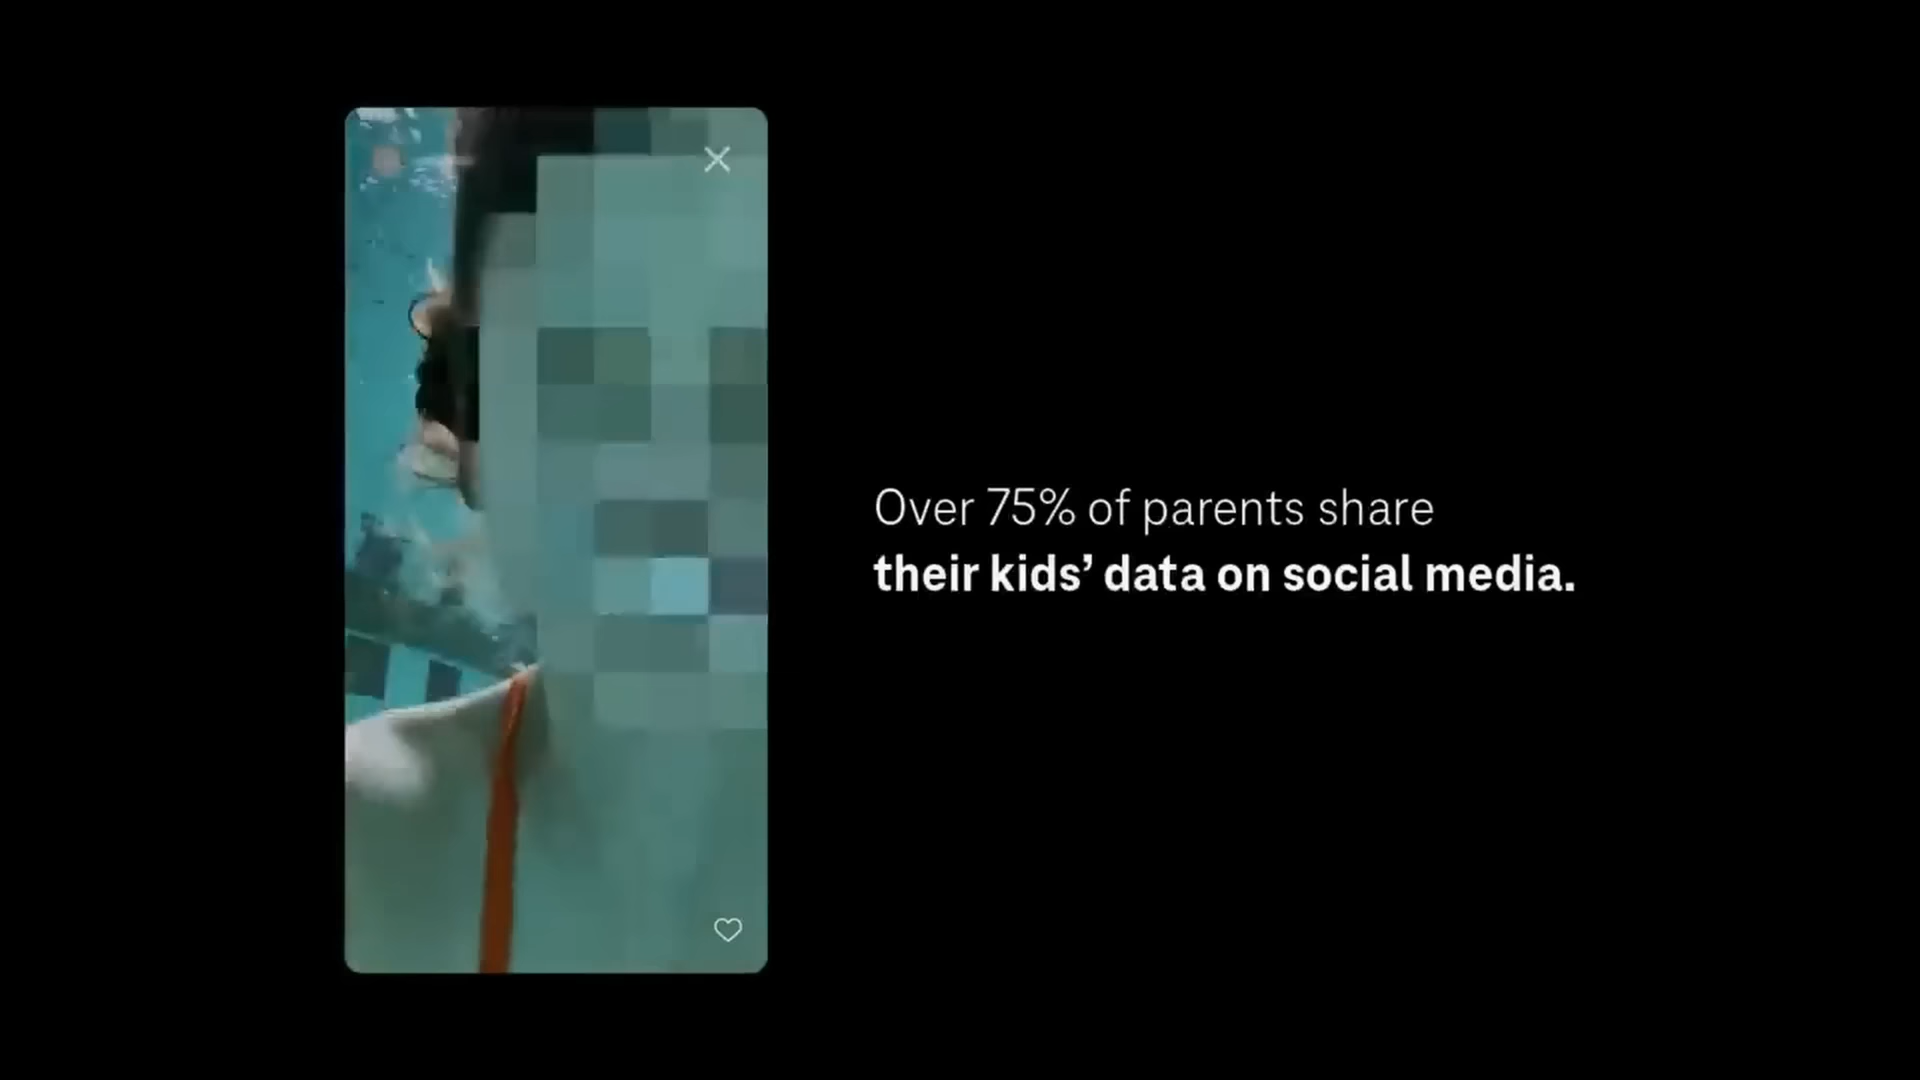 Over 75% of parents share
their kids’ data on social media.